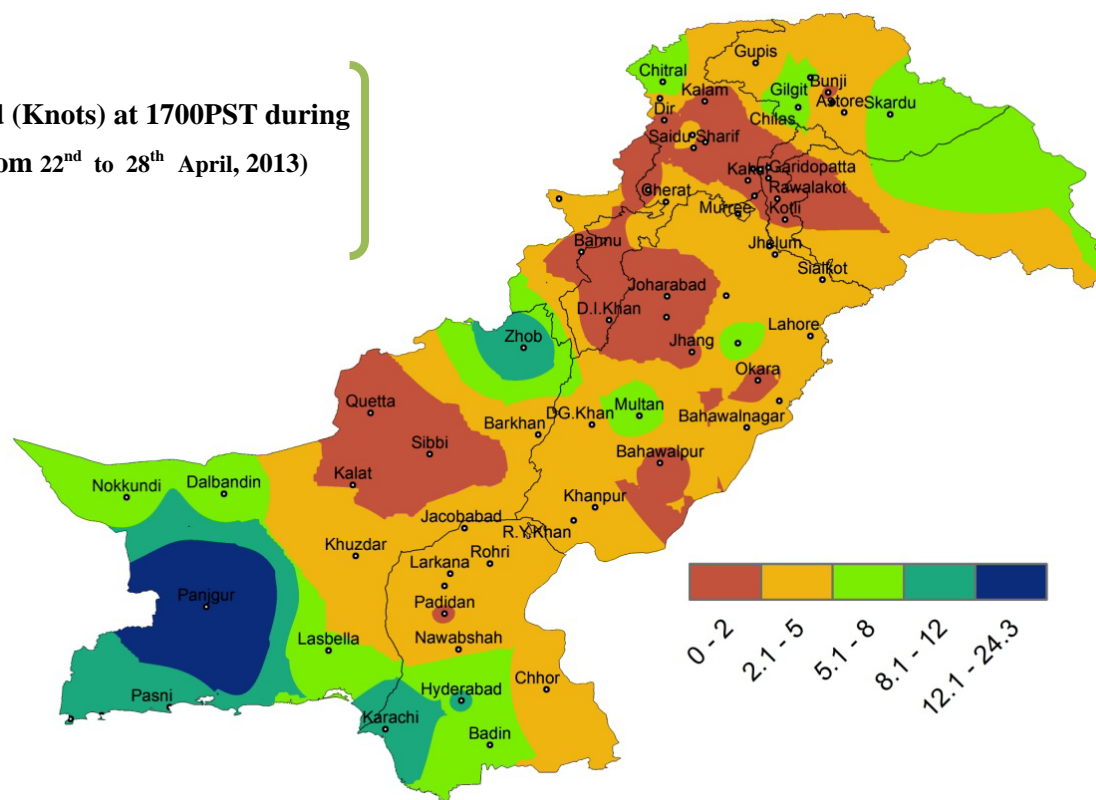 d (Knots) at 1700PST during
om 22nd to 28th April, 2013)
Gupis
Chitral
Bunji
Gilgit
Kalam
Astore
Skardu
Dir
Chilas
Saidu Sharif
Garidopatta
Cherat
Rawalakot
Murree
Kotli
Bannu
Jhelum
Sialkot
Joharabad
D.I.Khan
Lahore
Zhob
Jhang
Okara
Quetta
DG.Khan
Multan
Barkhan
Bahawalnagar
Sibbi
Bahawalpur
Kalat
Nokkundi
Dalbandin
Khanpur
Jacobabad
R.Y.Khan
Khuzdar
Rohri
Larkana
Panjgur
Padidan
Lasbella
Nawabshah
Chhor
Pasni
Hyderabad
Karachi
Badin
0 - 2
2.1 - 5
5.1 - 8
8.1 - 12
12.1 - 24.3